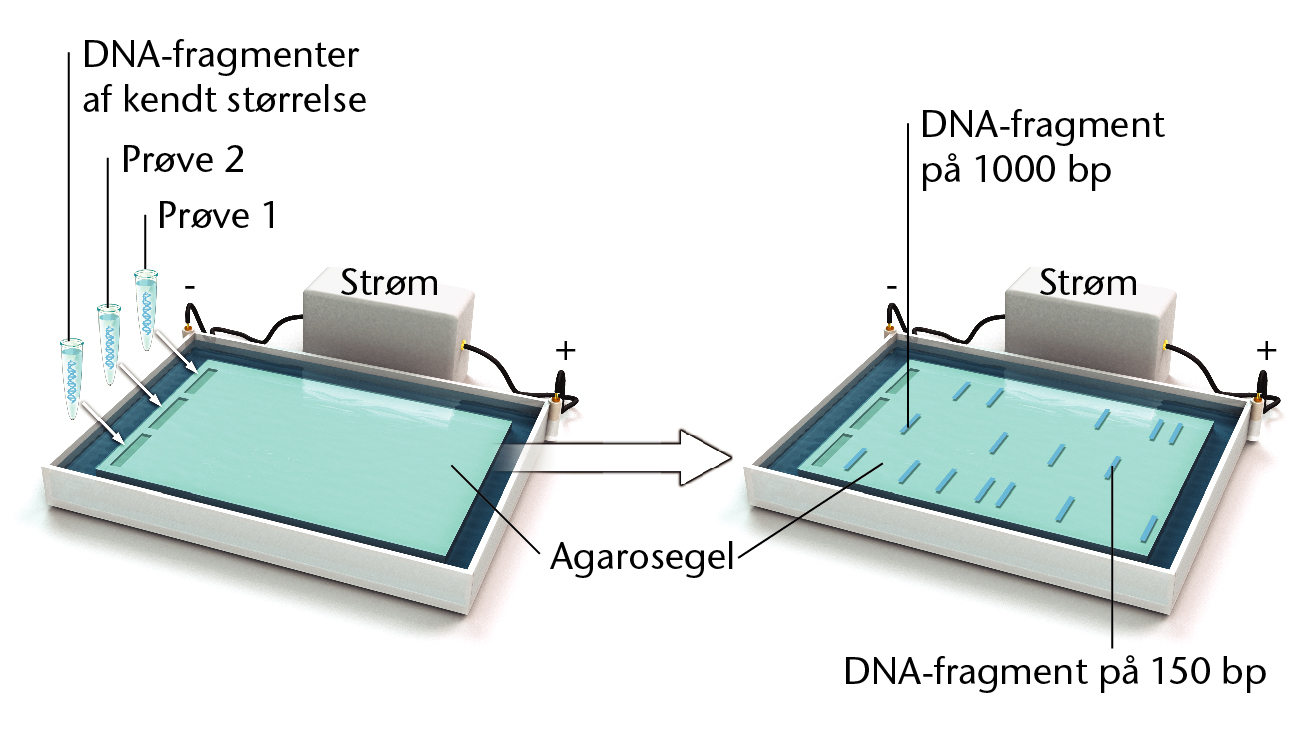 DNA-fragmenter
af kendt størrelse
Prøve 2
Prøve 1
-
Strøm
+
DNA-fragment
på 1000 bp
-
Strøm
+
Agarosegel
DNA-fragment på 150 bp